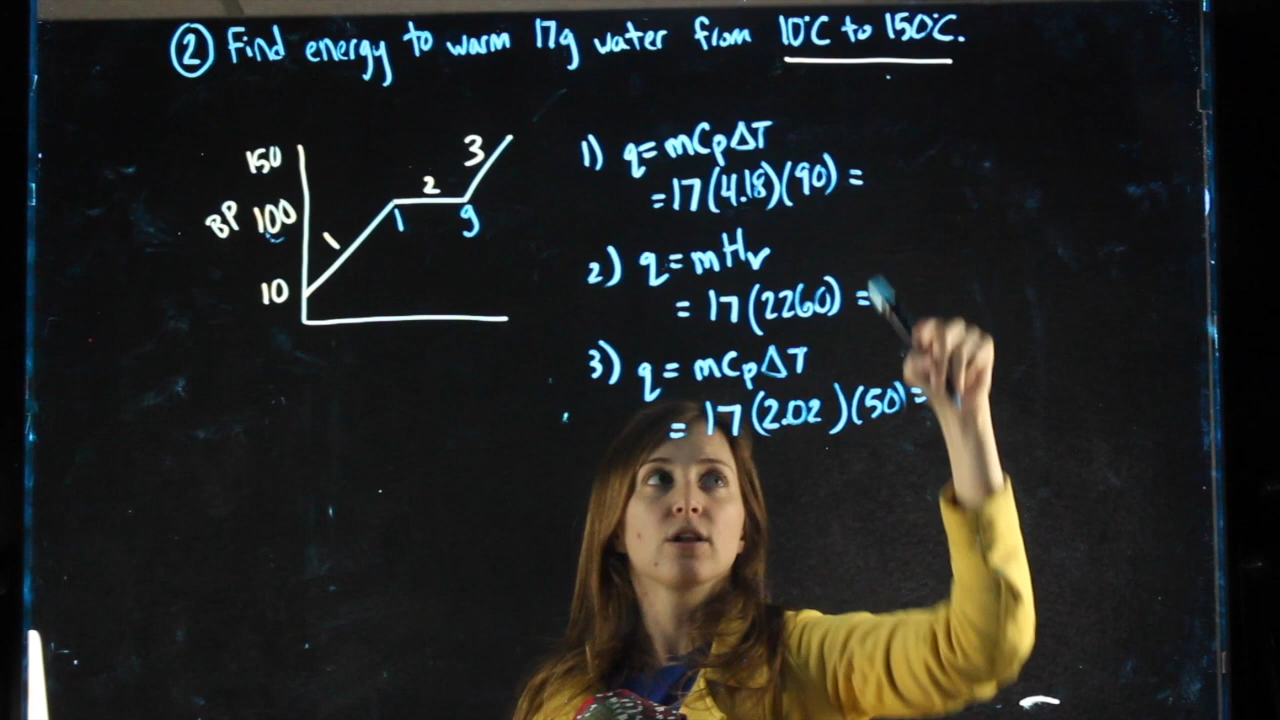 ② Find energy to warm 17g water from 10°C to 150°C.
150
BP 100
10
1
2
3
l
g
1) q = mCpΔT
= 17(4.18)(90) =
2) q = mHv
= 17(2260) =
3) q = mCpΔT
= 17(2.02)(50) =